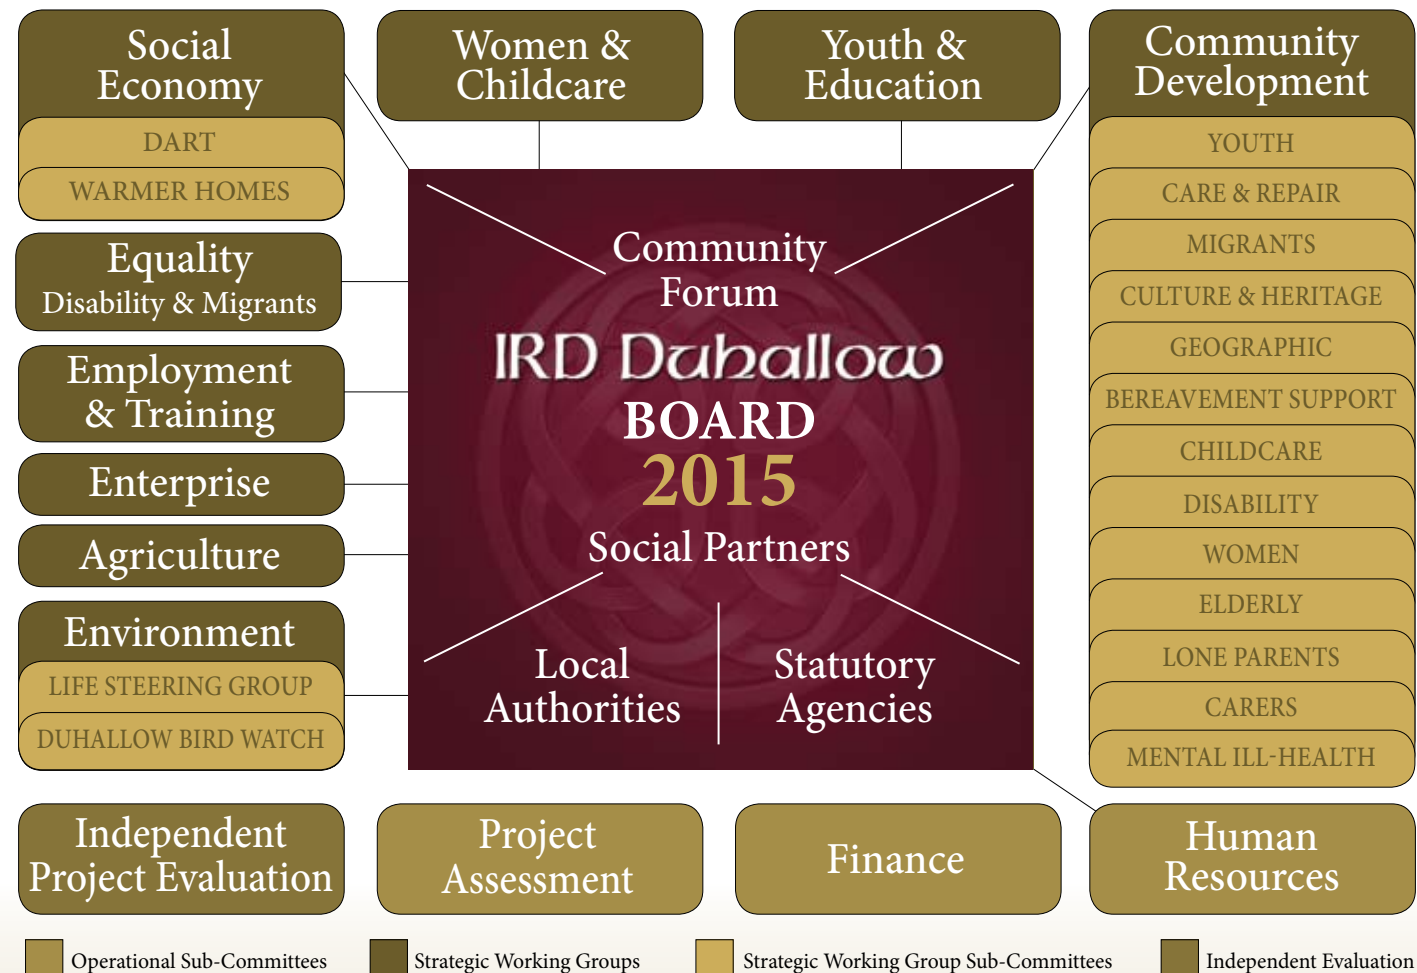 Social
Economy
DART
WARMER HOMES
Women &
Childcare
Youth &
Education
Community
Development
YOUTH
CARE & REPAIR
MIGRANTS
CULTURE & HERITAGE
GEOGRAPHIC
BEREAVEMENT SUPPORT
CHILDCARE
DISABILITY
WOMEN
ELDERLY
LONE PARENTS
CARERS
MENTAL ILL-HEALTH
Equality
Disability & Migrants
Employment
& Training
Enterprise
Agriculture
Environment
LIFE STEERING GROUP
DUHALLOW BIRD WATCH
Community
Forum
IRD Duhallow
BOARD
2015
Social Partners
Local
Authorities
Statutory
Agencies
Independent
Project Evaluation
Project
Assessment
Finance
Human
Resources
Operational Sub-Committees
Strategic Working Groups
Strategic Working Group Sub-Committees
Independent Evaluation